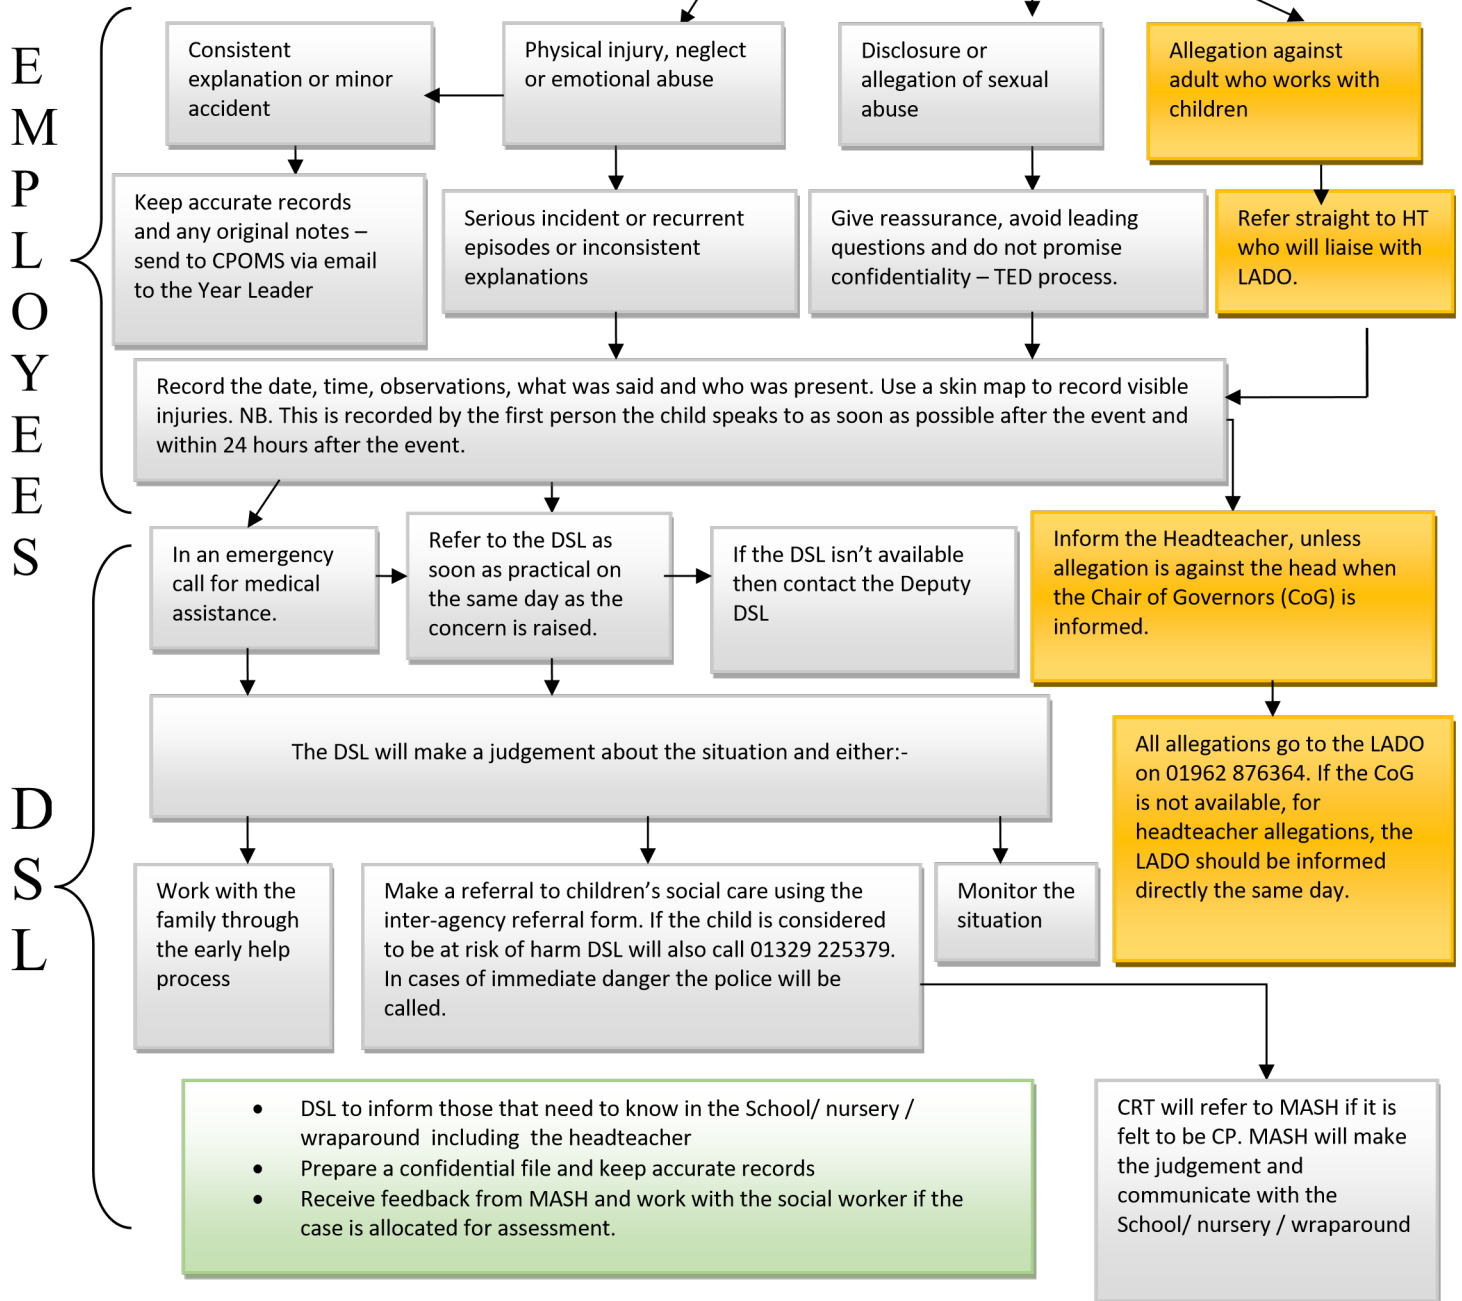 EMPLOYEES
Consistent
explanation or minor
accident
Physical injury, neglect
or emotional abuse
Disclosure or
allegation of sexual
abuse
Allegation against
adult who works with
children
Keep accurate records
and any original notes –
send to CPOMS via email
to the Year Leader
Serious incident or recurrent
episodes or inconsistent
explanations
Give reassurance, avoid leading
questions and do not promise
confidentiality – TED process.
Refer straight to HT
who will liaise with
LADO.
Record the date, time, observations, what was said and who was present. Use a skin map to record visible
injuries. NB. This is recorded by the first person the child speaks to as soon as possible after the event and
within 24 hours after the event.
DSL
In an emergency
call for medical
assistance.
Refer to the DSL as
soon as practical on
the same day as the
concern is raised.
If the DSL isn’t available
then contact the Deputy
DSL
Inform the Headteacher, unless
allegation is against the head when
the Chair of Governors (CoG) is
informed.
The DSL will make a judgement about the situation and either:-
All allegations go to the LADO
on 01962 876364. If the CoG
is not available, for
headteacher allegations, the
LADO should be informed
directly the same day.
Work with the
family through
the early help
process
Make a referral to children’s social care using the
inter-agency referral form. If the child is considered
to be at risk of harm DSL will also call 01329 225379.
In cases of immediate danger the police will be
called.
Monitor the
situation
• DSL to inform those that need to know in the School/ nursery /
wraparound including the headteacher
• Prepare a confidential file and keep accurate records
• Receive feedback from MASH and work with the social worker if the
case is allocated for assessment.
CRT will refer to MASH if it is
felt to be CP. MASH will make
the judgement and
communicate with the
School/ nursery / wraparound